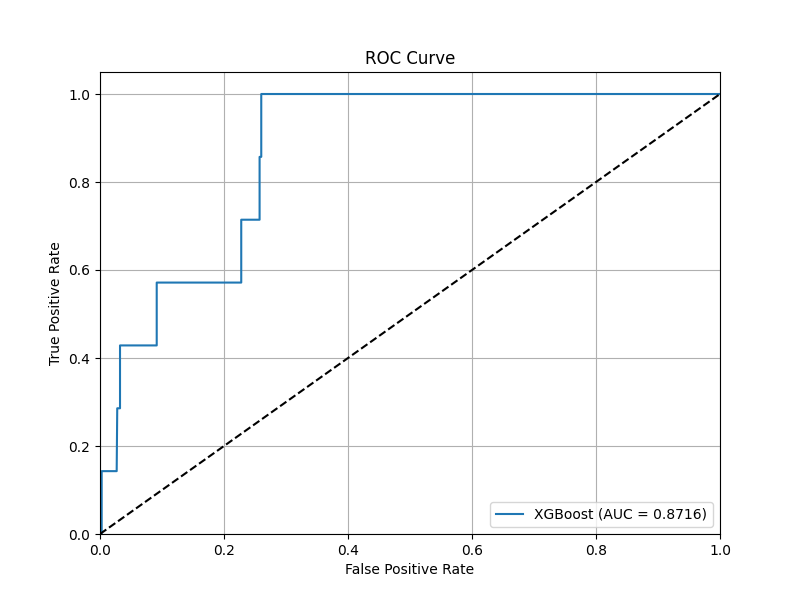 ROC Curve
True Positive Rate
1.0
0.8
0.6
0.4
0.2
0.0
0.0 0.2 0.4 0.6 0.8 1.0
False Positive Rate
XGBoost (AUC = 0.8716)